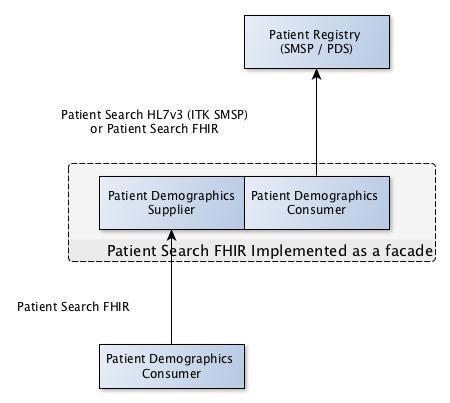 Patient Registry
(SMSP / PDS)
Patient Search HL7v3 (ITK SMSP)
or Patient Search FHIR
Patient Demographics
Supplier
Patient Demographics
Consumer
Patient Search FHIR Implemented as a facade
Patient Search FHIR
Patient Demographics
Consumer